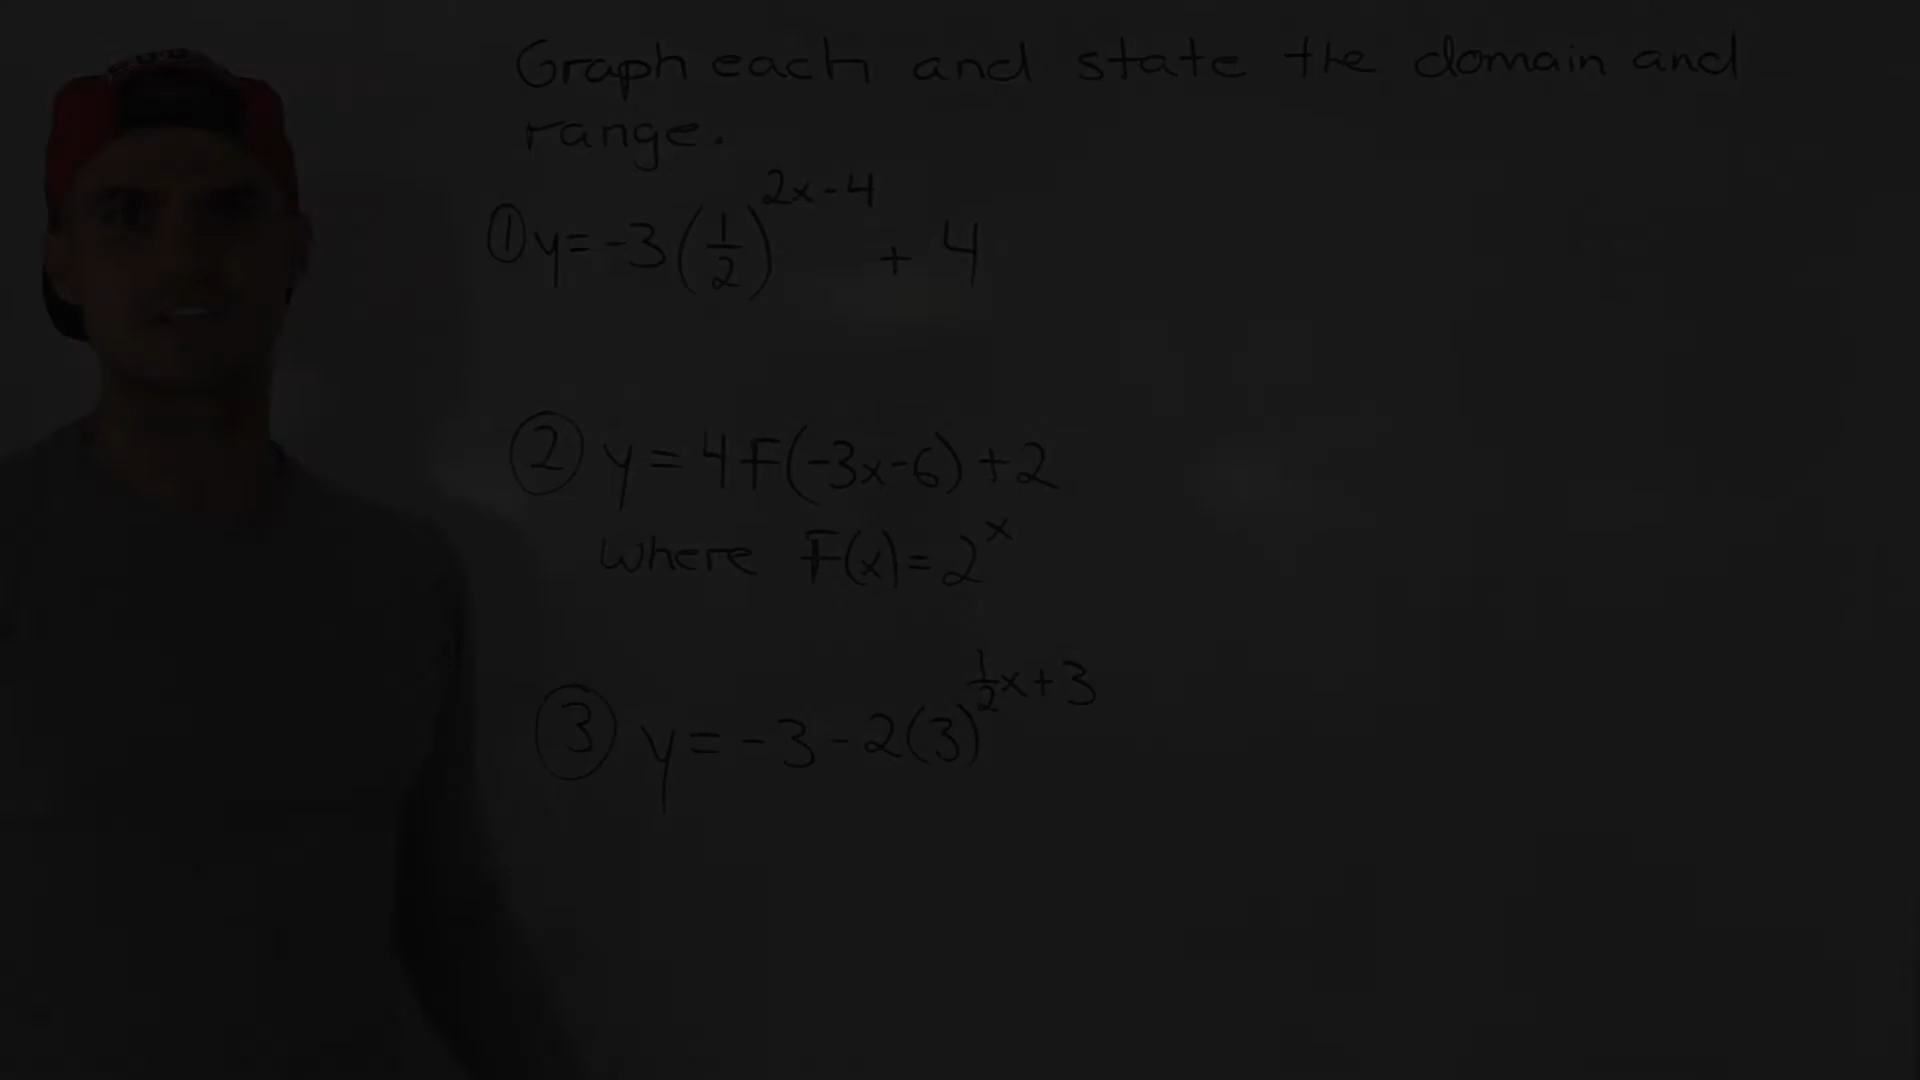 Graph each and state the domain and
range.
① y = -3 (1/2)^{2x-4} + 4
② y = 4F(-3x-6) + 2
where F(x) = 2^x
③ y = -3 - 2(3)^{1/2x+3}